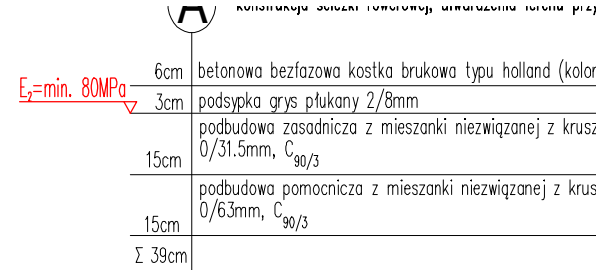 A konstrukcja ścieżki rowerowej, utwardzenia terenu przy
6cm betonowa bezfazowa kostka brukowa typu holland (kolor
E2=min. 80MPa
3cm podsypka grys płukany 2/8mm
podbudowa zasadnicza z mieszanki niezwiązanej z krusz
0/31.5mm, C90/3
15cm
podbudowa pomocnicza z mieszanki niezwiązanej z krus
0/63mm, C90/3
15cm
Σ 39cm